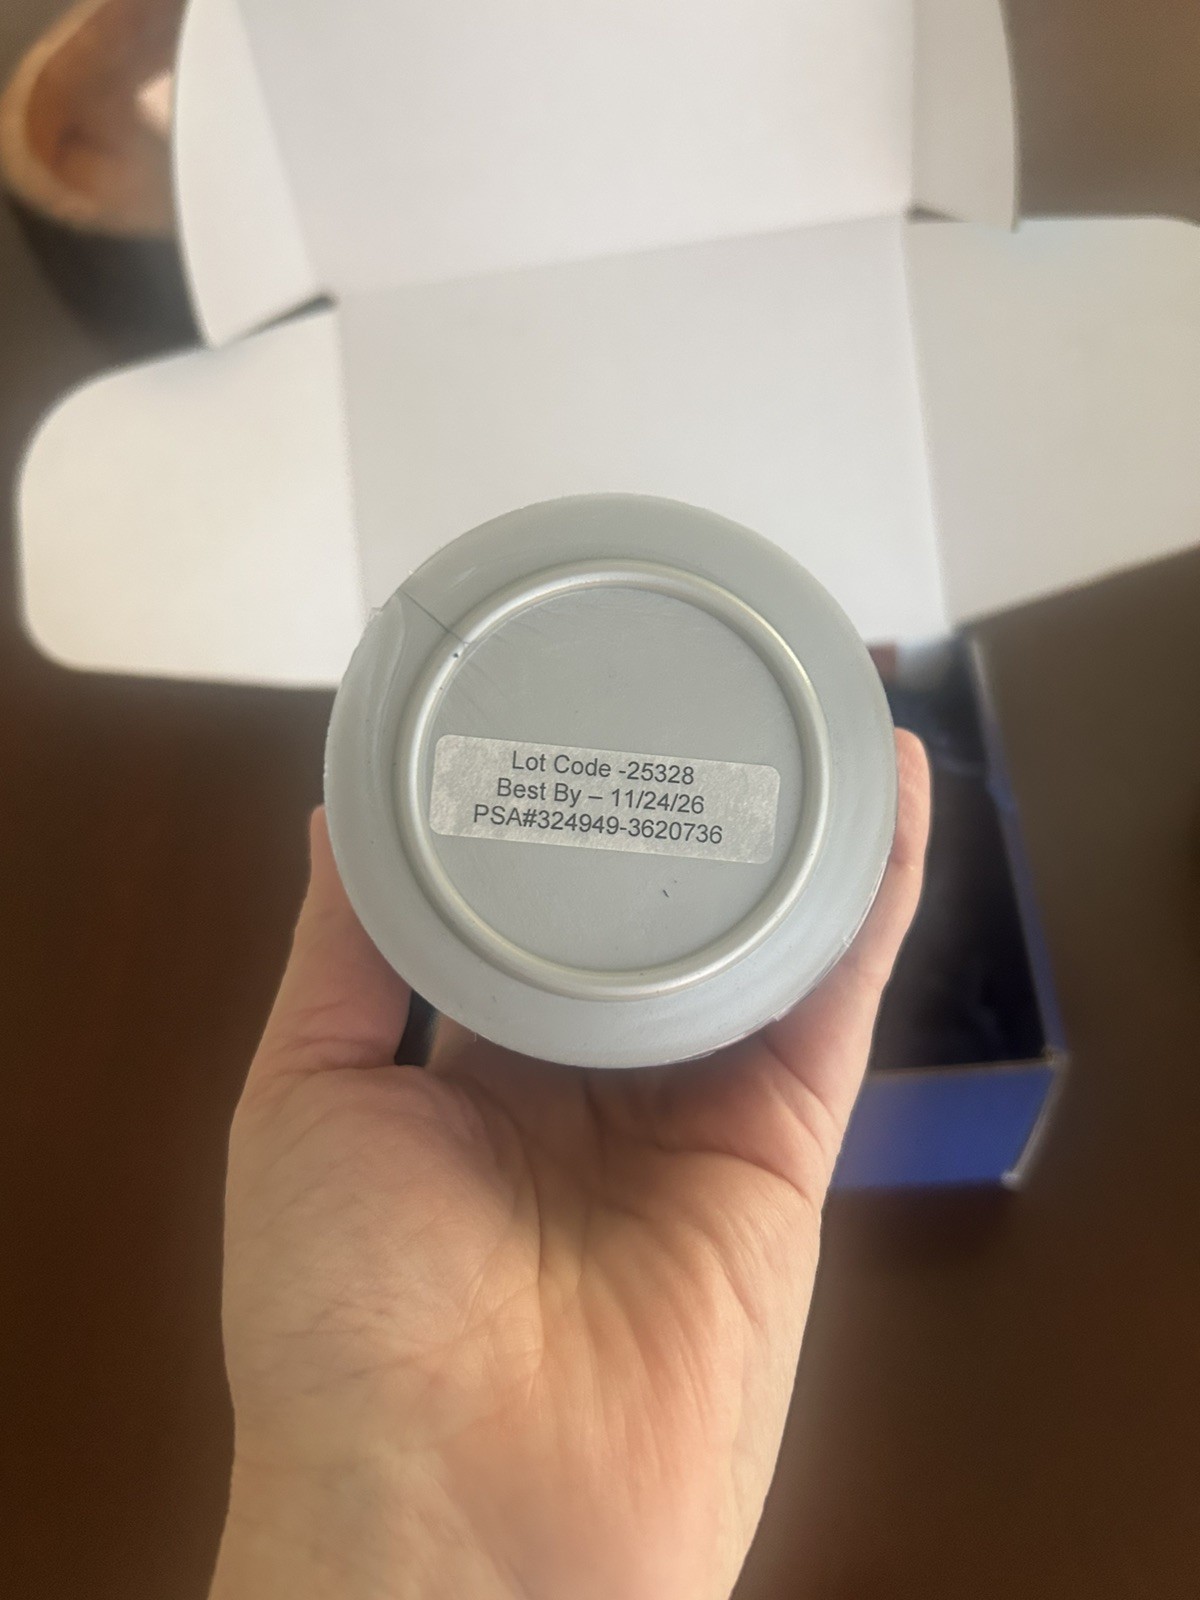 Lot Code -25328
Best By – 11/24/26
PSA#324949-3620736